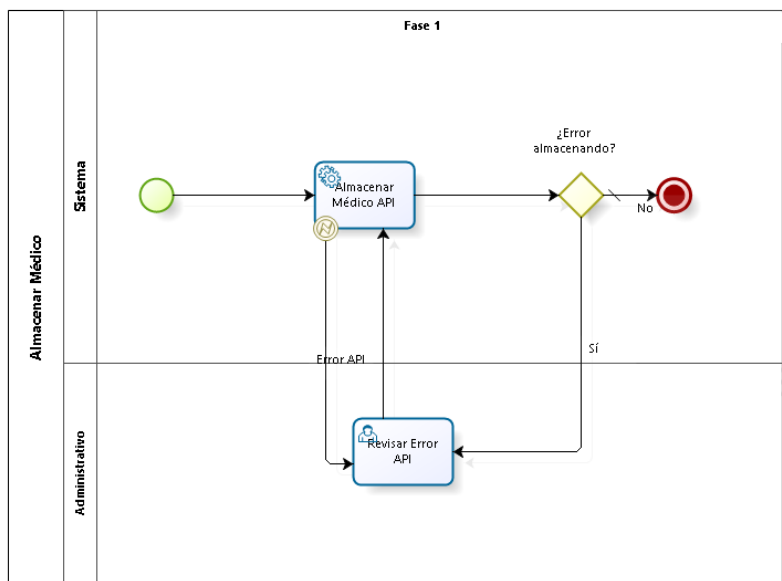 Fase 1
Almacenar Médico
Sistema
Administrativo
Almacenar
Médico API
¿Error
almacenando?
No
Error API
Sí
Revisar Error
API